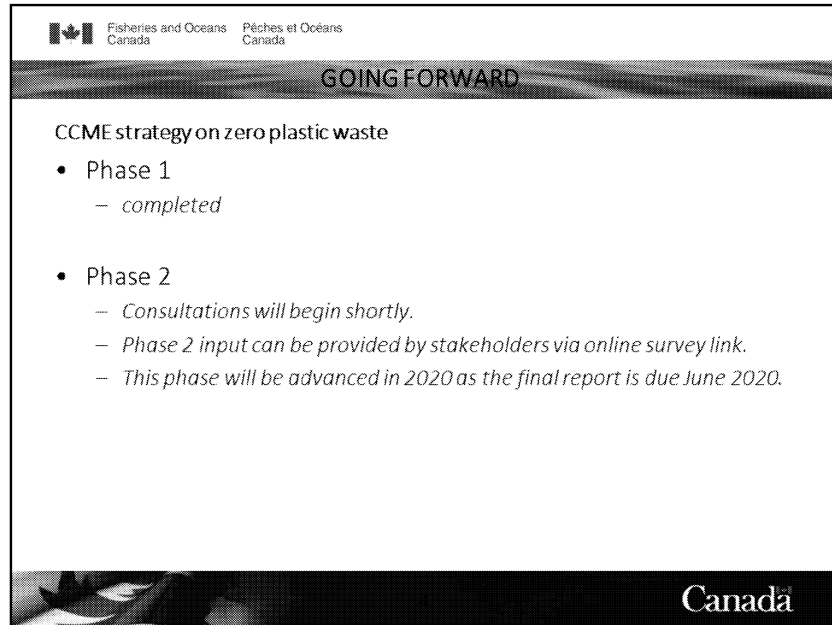 Fisheries and Oceans Pêches et Océans
Canada Canada
GOING FORWARD
CCME strategy on zero plastic waste
• Phase 1
– completed
• Phase 2
– Consultations will begin shortly.
– Phase 2 input can be provided by stakeholders via online survey link.
– This phase will be advanced in 2020 as the final report is due June 2020.
Canada